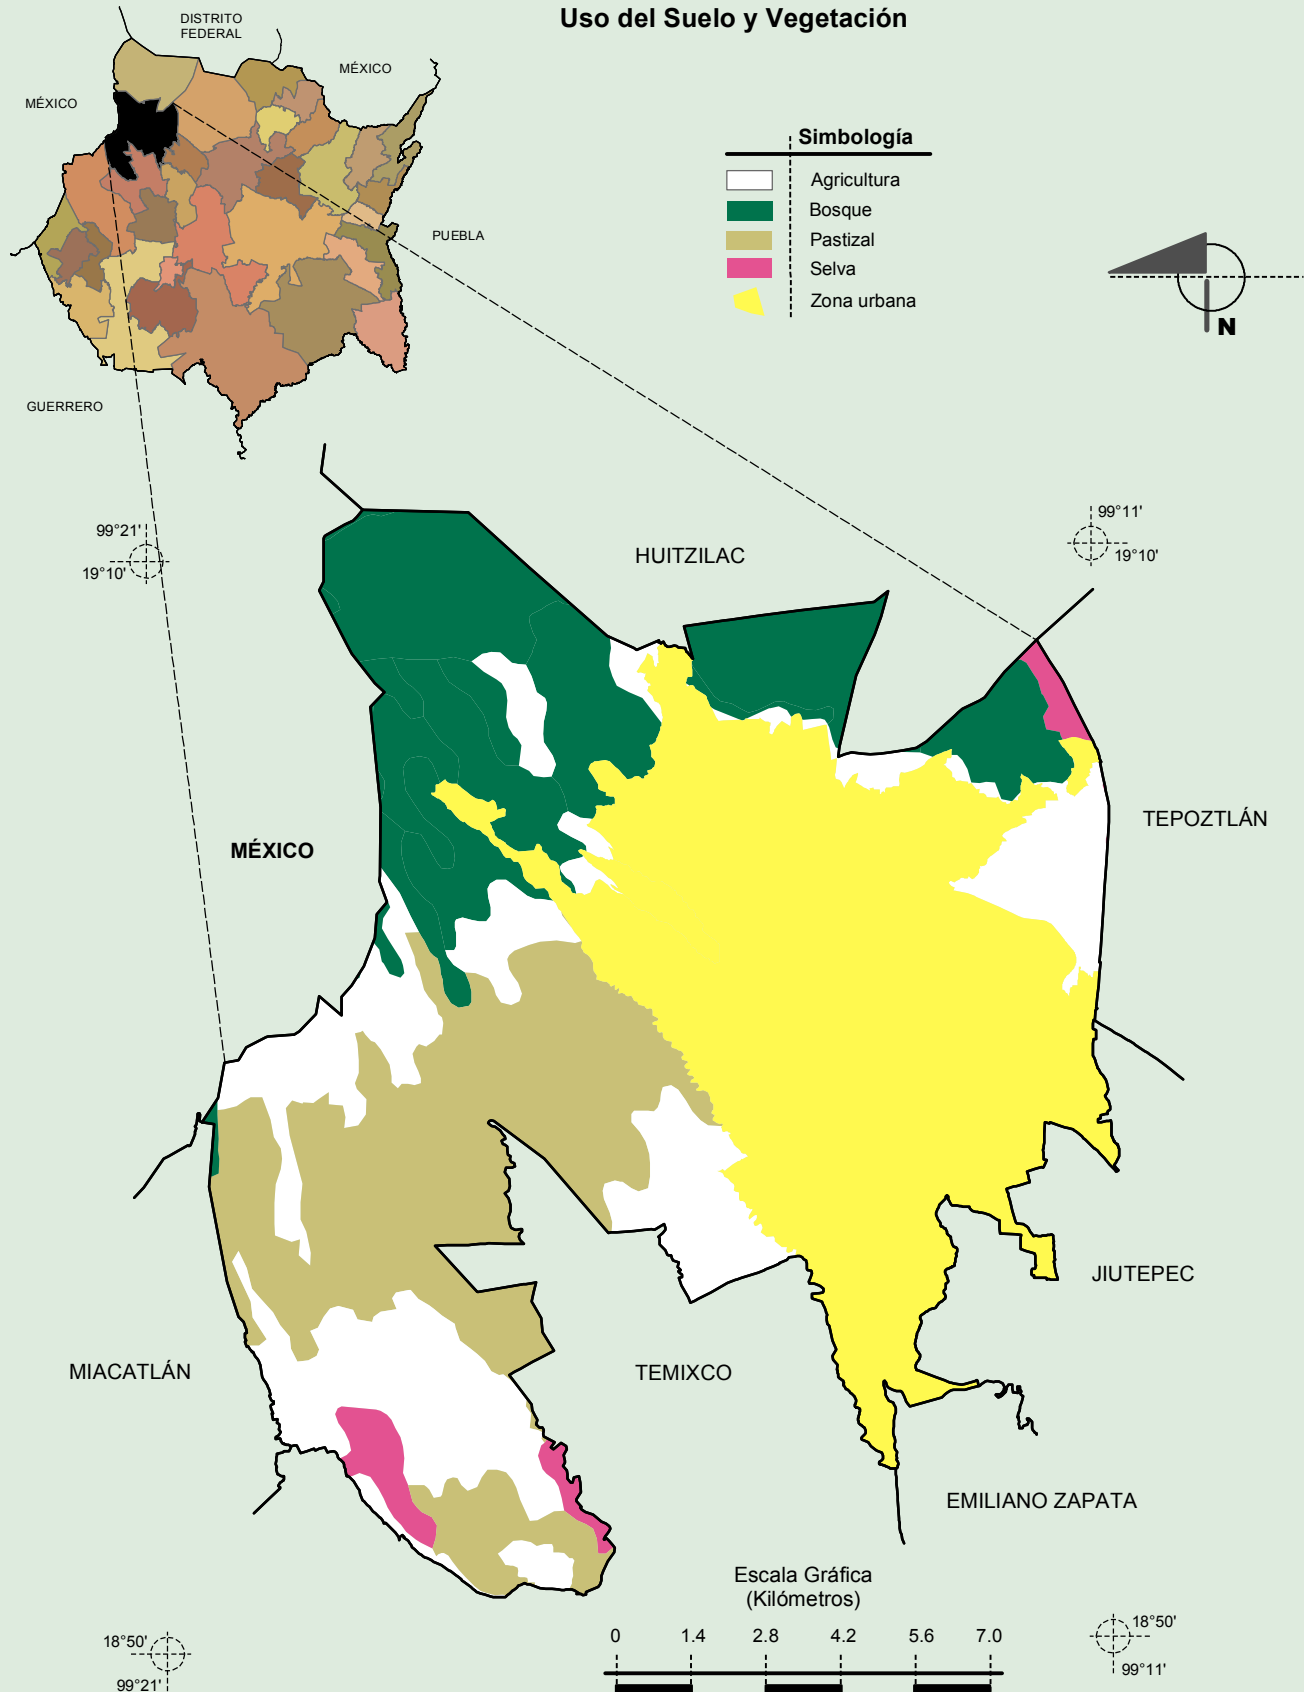 Uso del Suelo y Vegetación
DISTRITO
FEDERAL
MÉXICO
MÉXICO
PUEBLA
GUERRERO
Simbología
Agricultura
Bosque
Pastizal
Selva
Zona urbana
N
99°21'
19°10'
99°11'
19°10'
HUITZILAC
TEPOZTLÁN
MÉXICO
JIUTEPEC
MIACATLÁN
TEMIXCO
EMILIANO ZAPATA
Escala Gráfica
(Kilómetros)
0 1.4 2.8 4.2 5.6 7.0
18°50'
99°21'
18°50'
99°11'